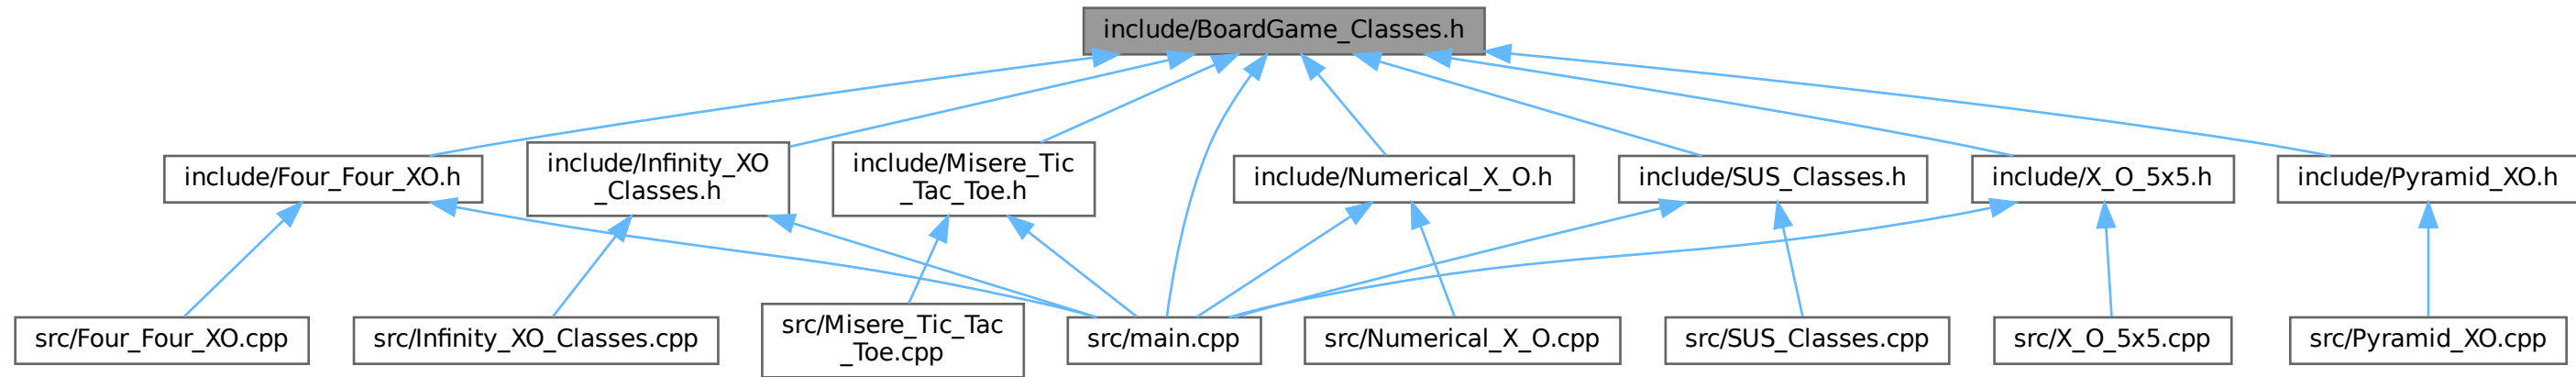 include/BoardGame_Classes.h
include/Four_Four_XO.h
include/Infinity_XO
_Classes.h
include/Misere_Tic
_Tac_Toe.h
include/Numerical_X_O.h
include/SUS_Classes.h
include/X_O_5x5.h
include/Pyramid_XO.h
src/Four_Four_XO.cpp
src/Infinity_XO_Classes.cpp
src/Misere_Tic_Tac
_Toe.cpp
src/main.cpp
src/Numerical_X_O.cpp
src/SUS_Classes.cpp
src/X_O_5x5.cpp
src/Pyramid_XO.cpp